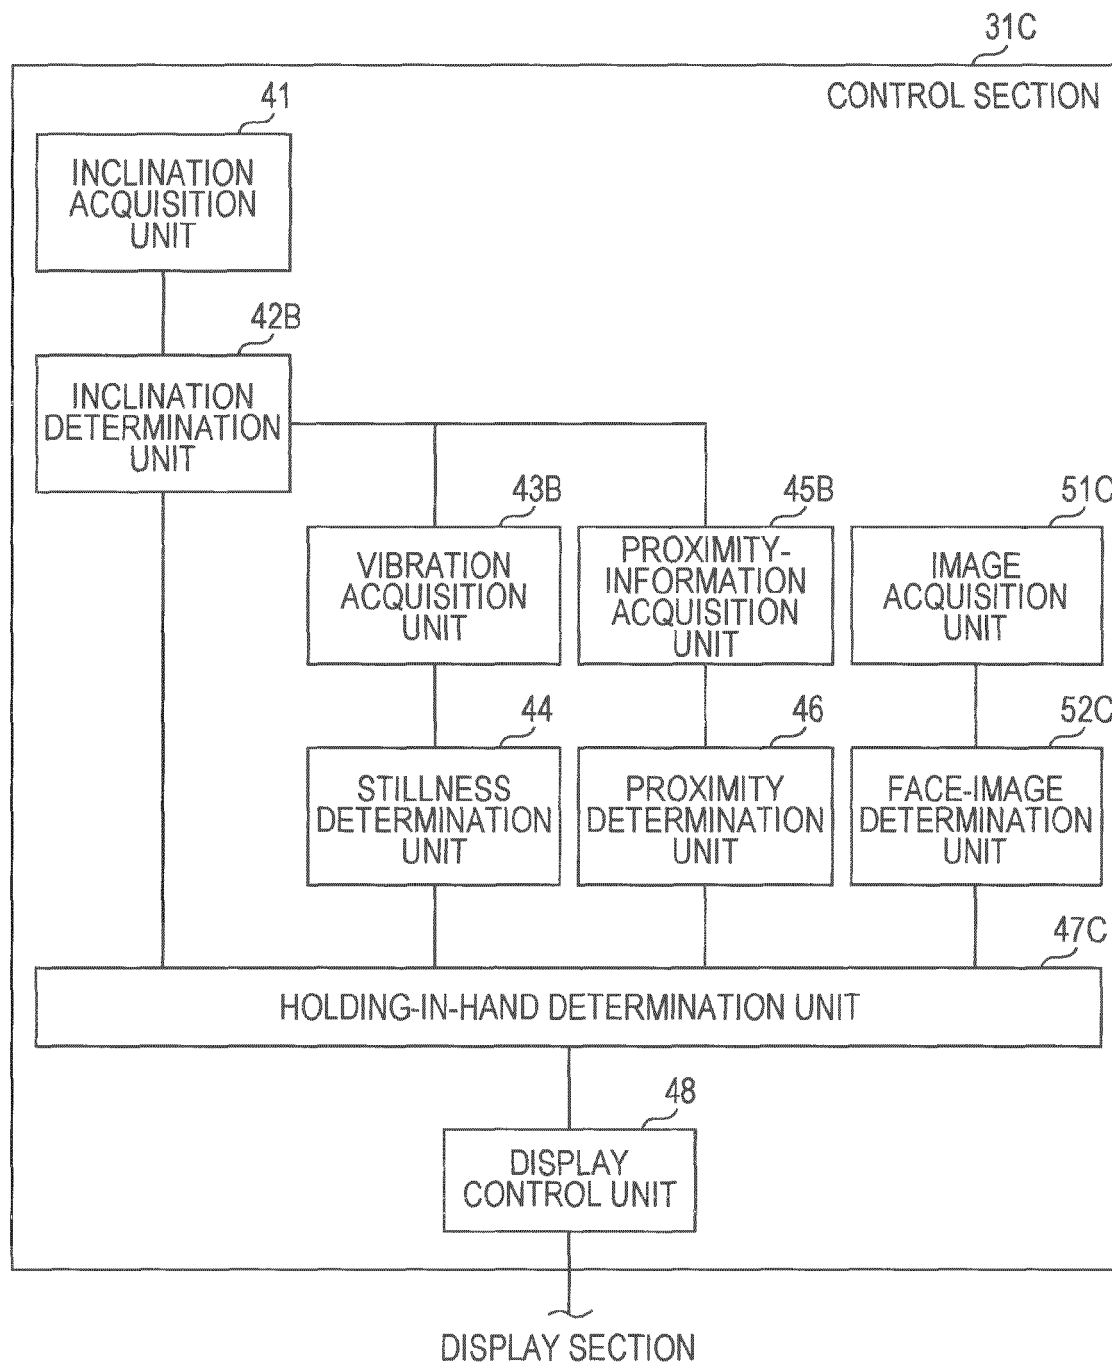 31C
CONTROL SECTION
41
INCLINATION
ACQUISITION
UNIT
42B
INCLINATION
DETERMINATION
UNIT
43B
VIBRATION
ACQUISITION
UNIT
45B
PROXIMITY-
INFORMATION
ACQUISITION
UNIT
51C
IMAGE
ACQUISITION
UNIT
44
STILLNESS
DETERMINATION
UNIT
46
PROXIMITY
DETERMINATION
UNIT
52C
FACE-IMAGE
DETERMINATION
UNIT
47C
HOLDING-IN-HAND DETERMINATION UNIT
48
DISPLAY
CONTROL UNIT
DISPLAY SECTION